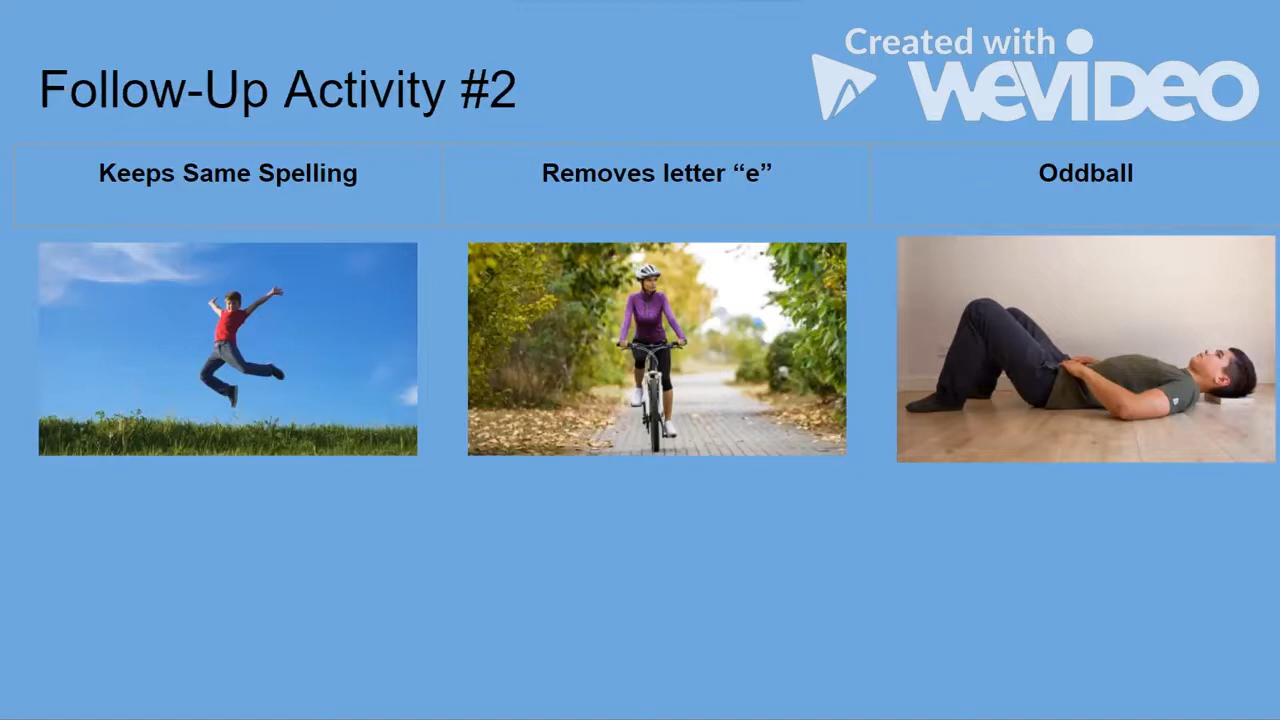 Created with
WEVIDEO
Follow-Up Activity #2
Keeps Same Spelling
Removes letter “e”
Oddball